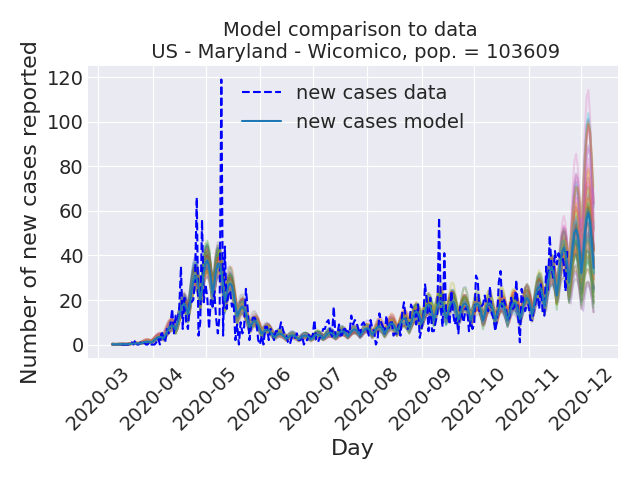 Model comparison to data
US - Maryland - Wicomico, pop. = 103609
Number of new cases reported
120
100
80
60
40
20
0
new cases data
new cases model
2020-03
2020-04
2020-05
2020-06
2020-07
2020-08
2020-09
2020-10
2020-11
2020-12
Day